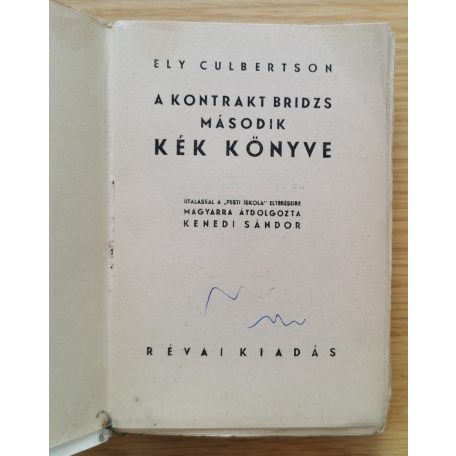 ELY CULBERTSON
A KONTRAKT BRIDZS
MÁSODIK
KÉK KÖNYVE
UTALÁSSAL A „PESTI ISKOLA" ELTÉRÉSEIRE
MAGYARRA ÁTDOLGOZTA
KENEDI SÁNDOR
RÉVAI KIADÁS